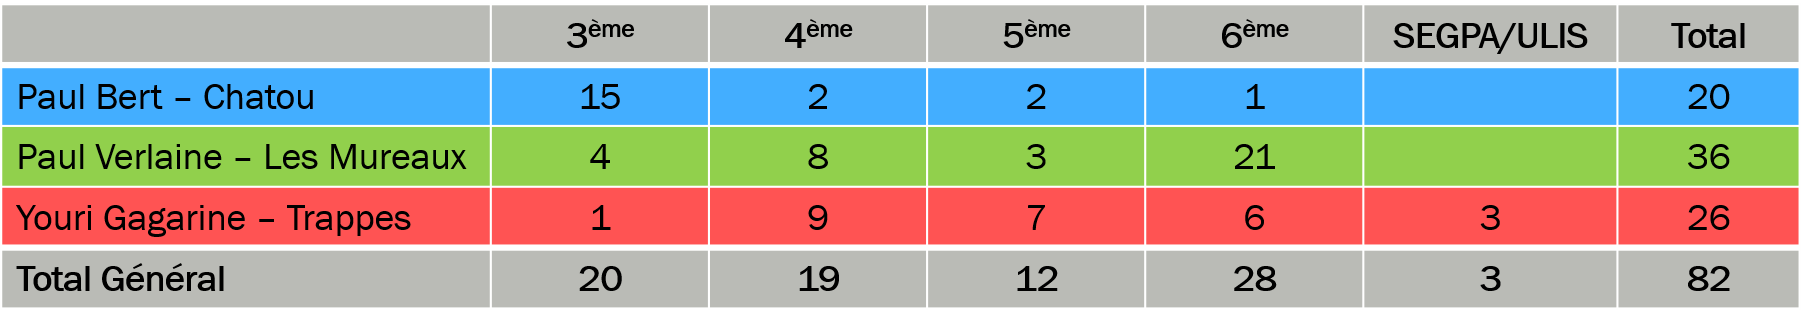 3ème 4ème 5ème 6ème SEGPA/ULIS Total
Paul Bert – Chatou 15 2 2 1 20
Paul Verlaine – Les Mureaux 4 8 3 21 36
Youri Gagarine – Trappes 1 9 7 6 3 26
Total Général 20 19 12 28 3 82